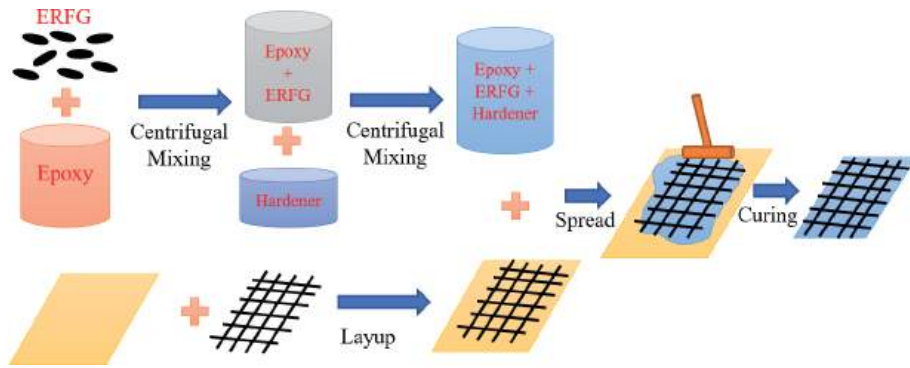 ERFG
Epoxy
Centrifugal
Mixing
Epoxy
+
ERFG
Hardener
Centrifugal
Mixing
Epoxy +
ERFG +
Hardener
Spread
Curing
Layup